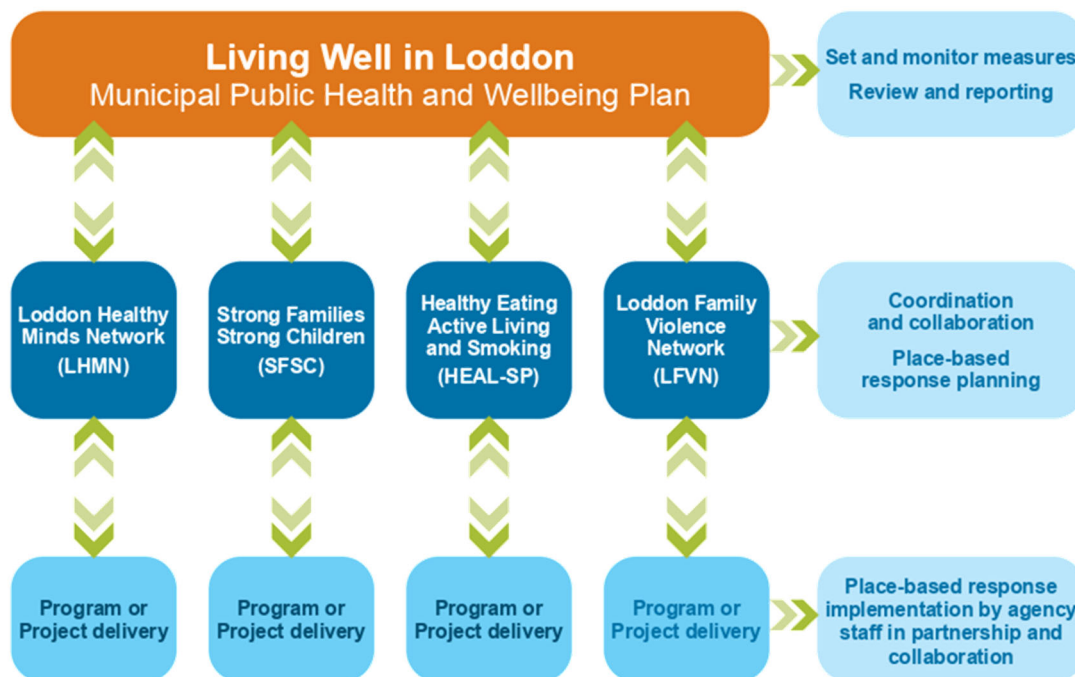 Living Well in Loddon
Municipal Public Health and Wellbeing Plan
Set and monitor measures
Review and reporting
Loddon Healthy
Minds Network
(LHMN)
Strong Families
Strong Children
(SFSC)
Healthy Eating
Active Living
and Smoking
(HEAL-SP)
Loddon Family
Violence
Network
(LFVN)
Coordination
and collaboration
Place-based
response planning
Program or
Project delivery
Program or
Project delivery
Program or
Project delivery
Program or
Project delivery
Place-based response
implementation by agency
staff in partnership and
collaboration